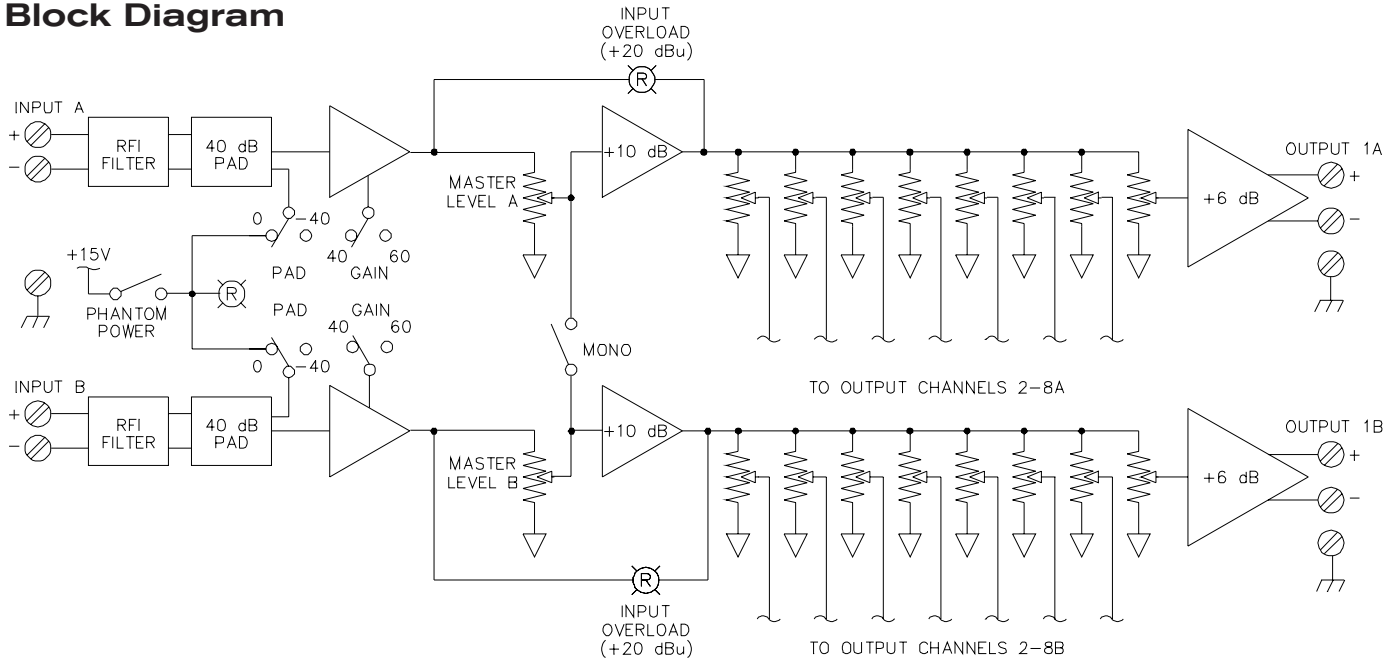 Block Diagram
INPUT
OVERLOAD
(+20 dBu)
R
INPUT A
+
-
RFI
FILTER
40 dB
PAD
MASTER
LEVEL A
+10 dB
+6 dB
OUTPUT 1A
+
-
0
-40
PAD
40
60
GAIN
+15V
PHANTOM
POWER
R
PAD
0
-40
GAIN
40
60
MONO
TO OUTPUT CHANNELS 2-8A
INPUT B
+
-
RFI
FILTER
40 dB
PAD
MASTER
LEVEL B
+10 dB
+6 dB
OUTPUT 1B
+
-
R
INPUT
OVERLOAD
(+20 dBu)
TO OUTPUT CHANNELS 2-8B